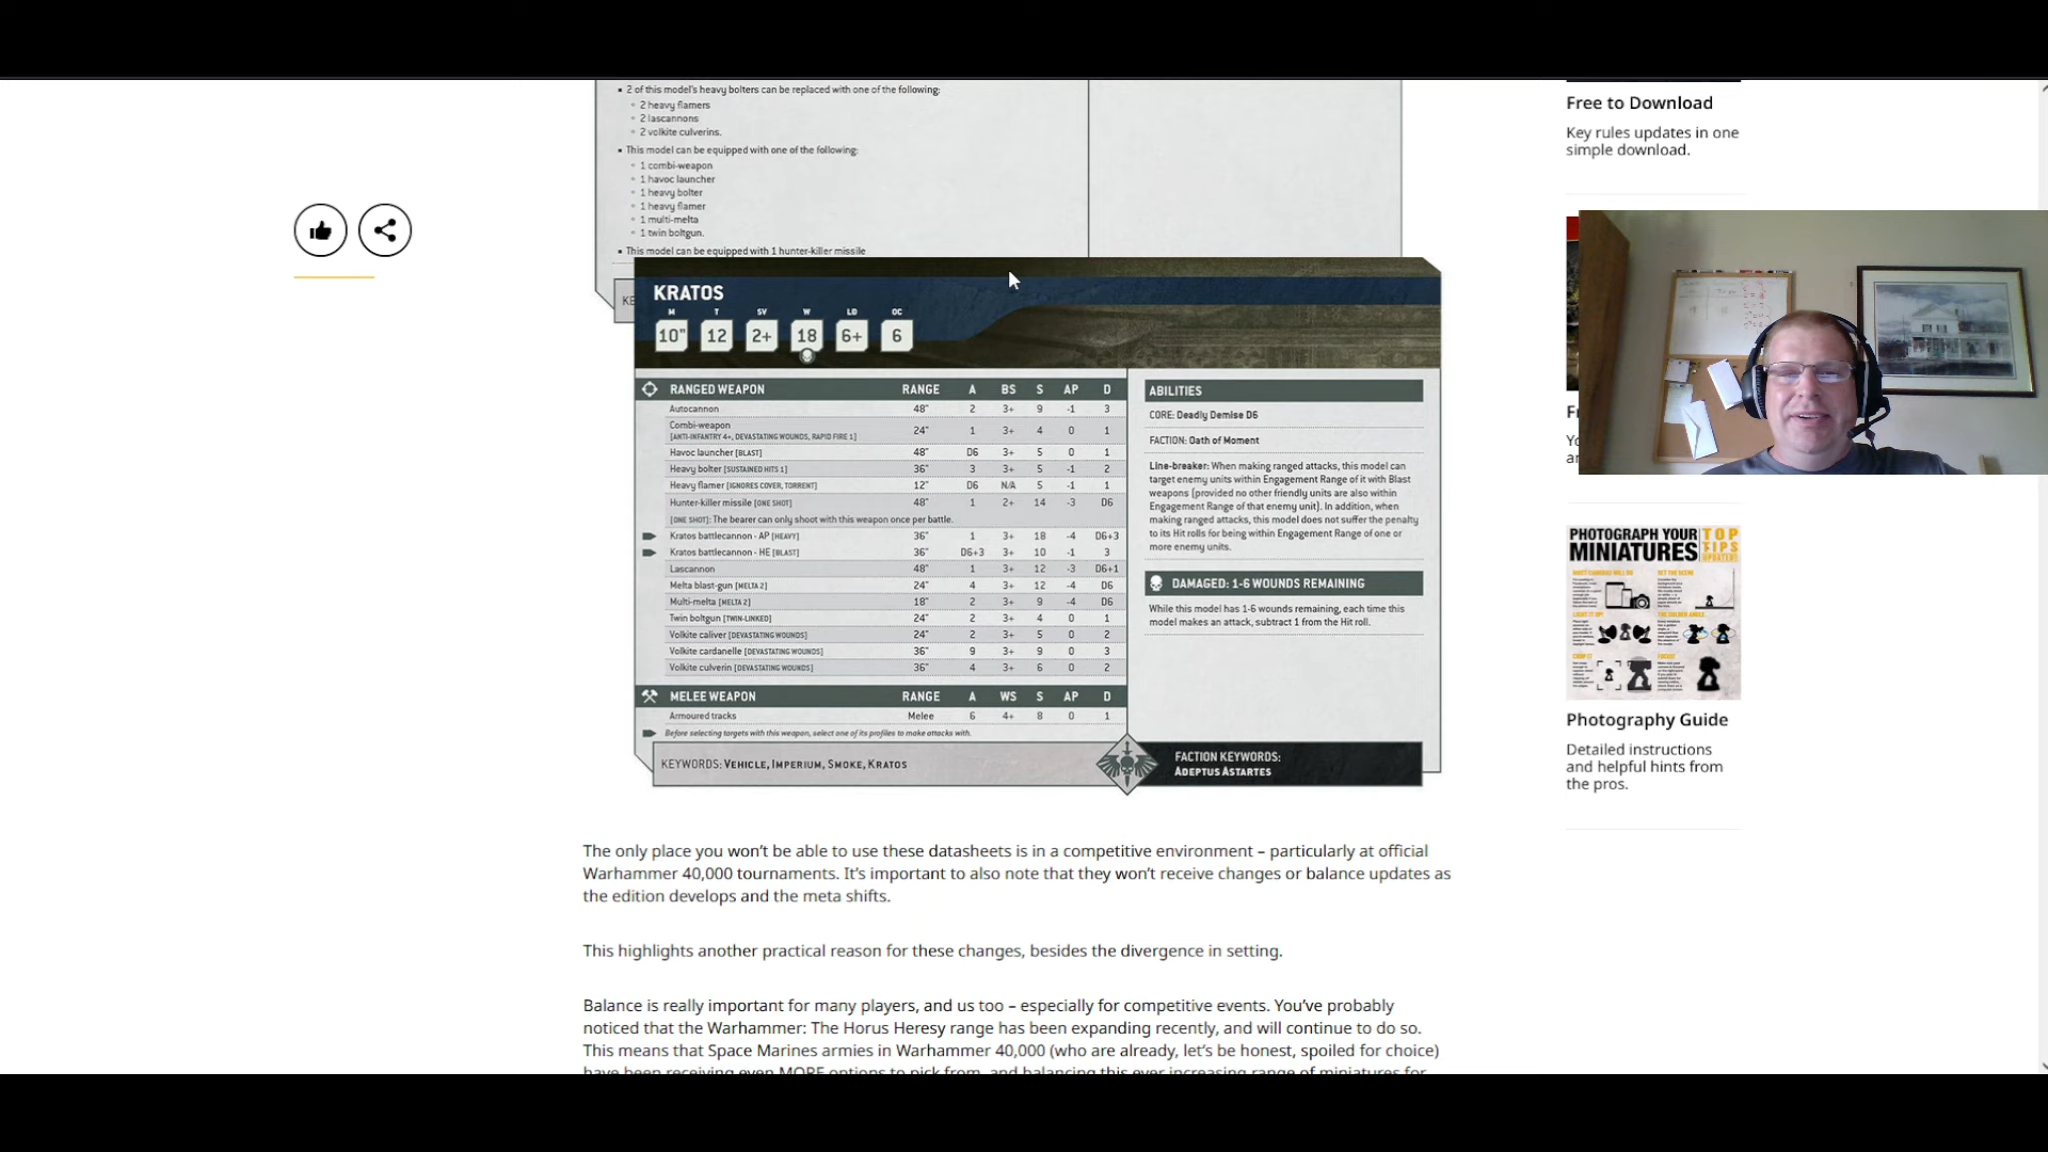 2 of this model's heavy bolters can be replaced with one of the following:
2 heavy flamers
2 lascannons
2 volkite culverins.
This model can be equipped with one of the following:
1 combi-weapon
1 havoc launcher
1 heavy bolter
1 heavy flamer
1 multi-melta
1 twin boltgun.
This model can be equipped with 1 hunter-killer missile
KE
KRATOS
M T SV W LD OC
10" 12 2+ 18 6+ 6
RANGED WEAPON RANGE A BS S AP D
Autocannon 48" 2 3+ 9 -1 3
Combi-weapon 24" 1 3+ 4 0 1
[ANTI-INFANTRY 4+, DEVASTATING WOUNDS, RAPID FIRE 1]
Havoc launcher [BLAST] 48" D6 3+ 5 0 1
Heavy bolter [SUSTAINED HITS 1] 36" 3 3+ 5 -1 2
Heavy flamer [IGNORES COVER, TORRENT] 12" D6 N/A 5 -1 1
Hunter-killer missile [ONE SHOT] 48" 1 2+ 14 -3 D6
[ONE SHOT]: The bearer can only shoot with this weapon once per battle.
Kratos battlecannon - AP [HEAVY] 36" 1 3+ 18 -4 D6+3
Kratos battlecannon - HE [BLAST] 36" D6+3 3+ 10 -1 3
Lascannon 48" 1 3+ 12 -3 D6+1
Melta blast-gun [MELTA 2] 24" 4 3+ 12 -4 D6
Multi-melta [MELTA 2] 18" 2 3+ 9 -4 D6
Twin boltgun [TWIN-LINKED] 24" 2 3+ 4 0 1
Volkite caliver [DEVASTATING WOUNDS] 24" 2 3+ 5 0 2
Volkite cardanelle [DEVASTATING WOUNDS] 36" 9 3+ 9 0 3
Volkite culverin [DEVASTATING WOUNDS] 36" 4 3+ 6 0 2
MELEE WEAPON RANGE A WS S AP D
Armoured tracks Melee 6 4+ 8 0 1
Before selecting targets with this weapon, select one of its profiles to make attacks with.
KEYWORDS: VEHICLE, IMPERIUM, SMOKE, KRATOS
ABILITIES
CORE: Deadly Demise D6
FACTION: Oath of Moment
Line-breaker: When making ranged attacks, this model can
target enemy units within Engagement Range of it with Blast
weapons (provided no other friendly units are also within
Engagement Range of that enemy unit). In addition, when
making ranged attacks, this model does not suffer the penalty
to its Hit rolls for being within Engagement Range of one or
more enemy units.
DAMAGED: 1-6 WOUNDS REMAINING
While this model has 1-6 wounds remaining, each time this
model makes an attack, subtract 1 from the Hit roll.
FACTION KEYWORDS:
ADEPTUS ASTARTES
The only place you won't be able to use these datasheets is in a competitive environment – particularly at official
Warhammer 40,000 tournaments. It's important to also note that they won't receive changes or balance updates as
the edition develops and the meta shifts.
This highlights another practical reason for these changes, besides the divergence in setting.
Balance is really important for many players, and us too – especially for competitive events. You've probably
noticed that the Warhammer: The Horus Heresy range has been expanding recently, and will continue to do so.
This means that Space Marines armies in Warhammer 40,000 (who are already, let's be honest, spoiled for choice)
have been receiving even MORE options to pick from, and balancing this ever increasing range of miniatures for
Free to Download
Key rules updates in one
simple download.
PHOTOGRAPH YOUR
MINIATURES
TOP
TIPS
Photography Guide
Detailed instructions
and helpful hints from
the pros.